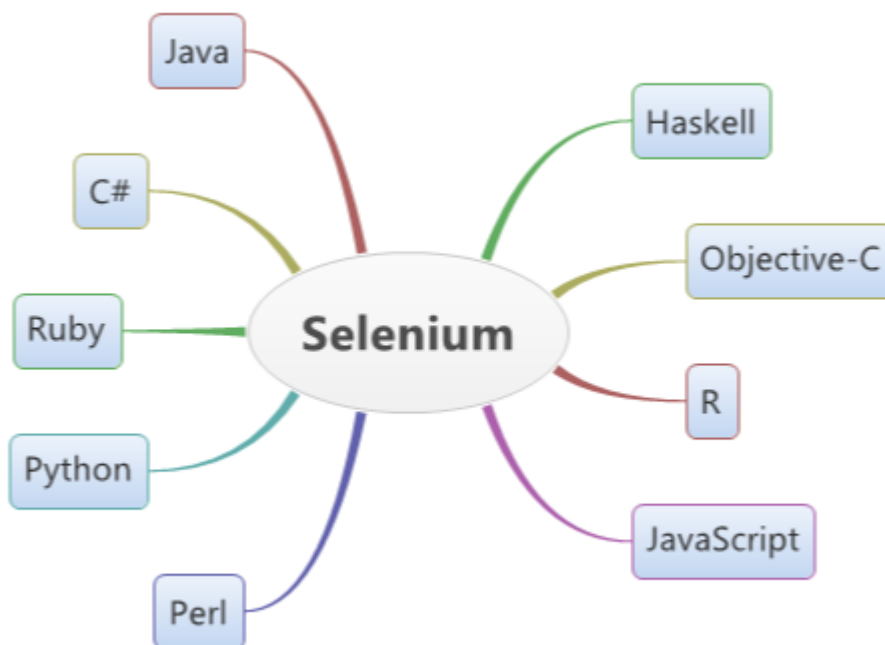 Java
Haskell
C#
Objective-C
Ruby
Selenium
R
Python
JavaScript
Perl